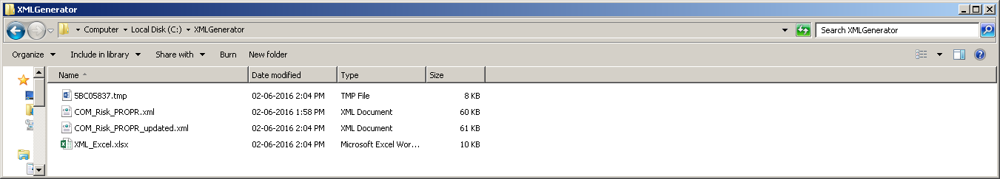 XMLGenerator
Computer Local Disk (C:) XMLGenerator Search XMLGenerator
Organize Include in library Share with Burn New folder
Name Date modified Type Size
5BC05837.tmp 02-06-2016 2:04 PM TMP File 8 KB
COM_Risk_PROPR.xml 02-06-2016 1:58 PM XML Document 60 KB
COM_Risk_PROPR_updated.xml 02-06-2016 2:04 PM XML Document 61 KB
XML_Excel.xlsx 02-06-2016 2:04 PM Microsoft Excel Wor... 10 KB